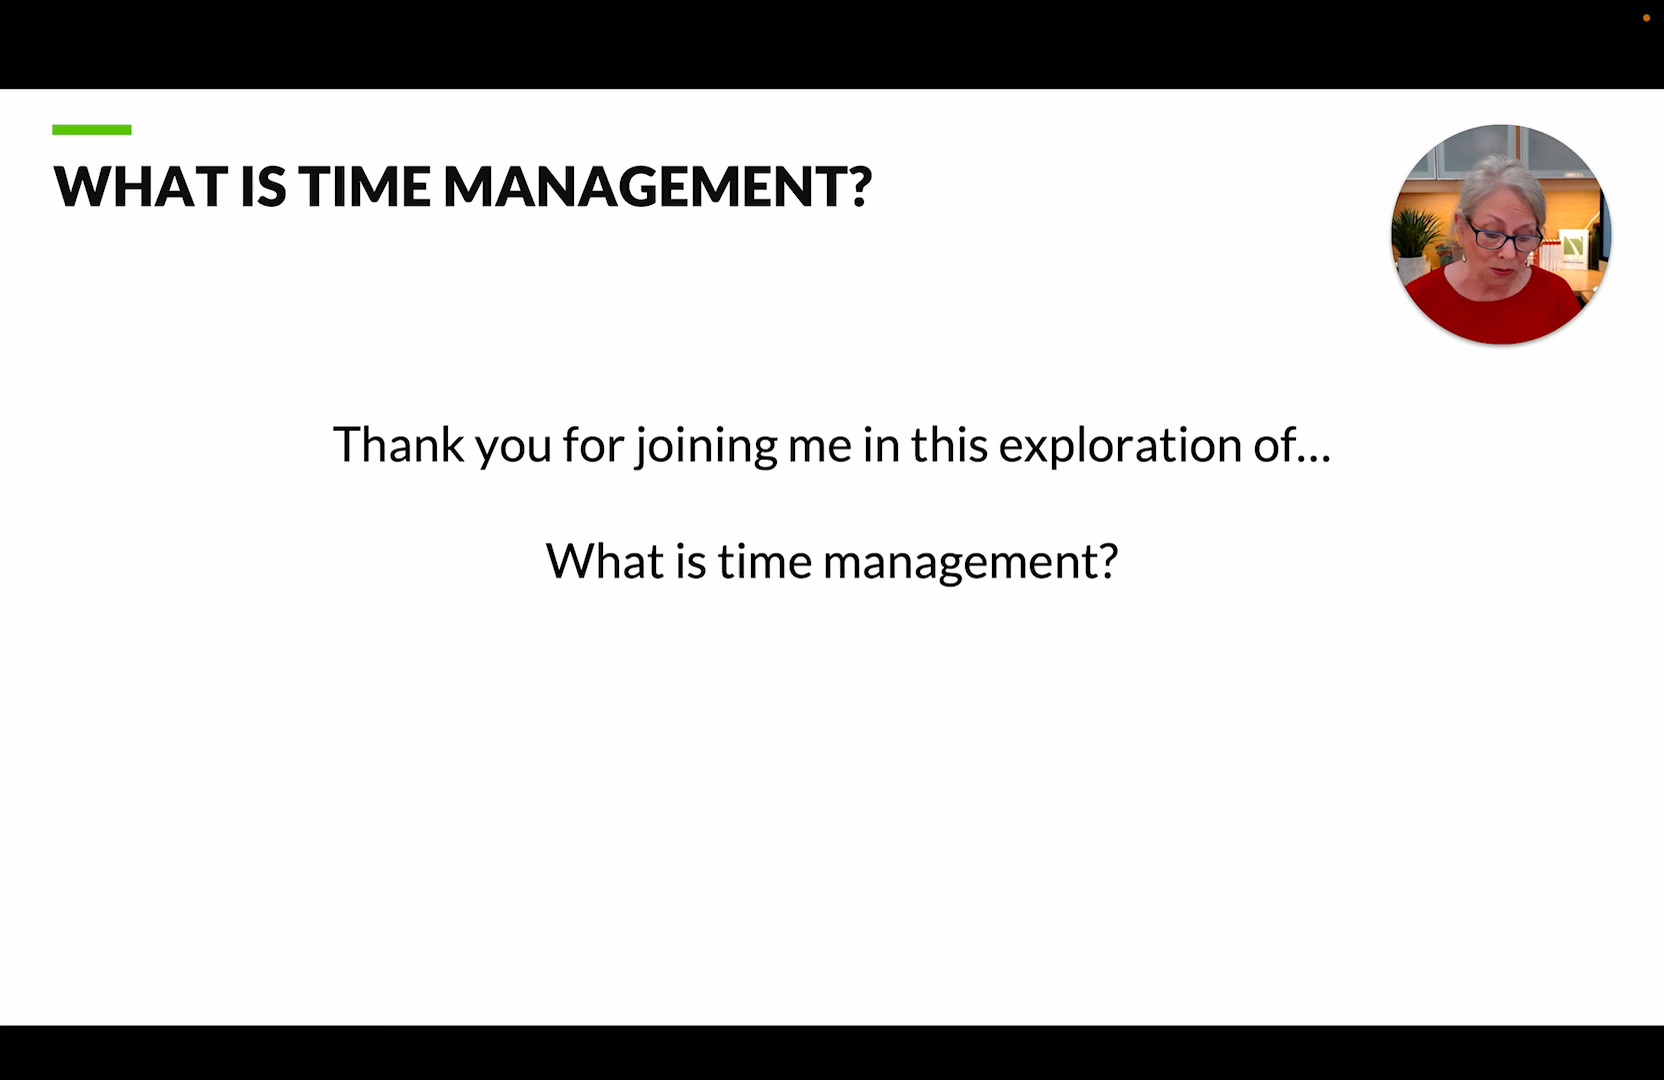 WHAT IS TIME MANAGEMENT?
Thank you for joining me in this exploration of...
What is time management?